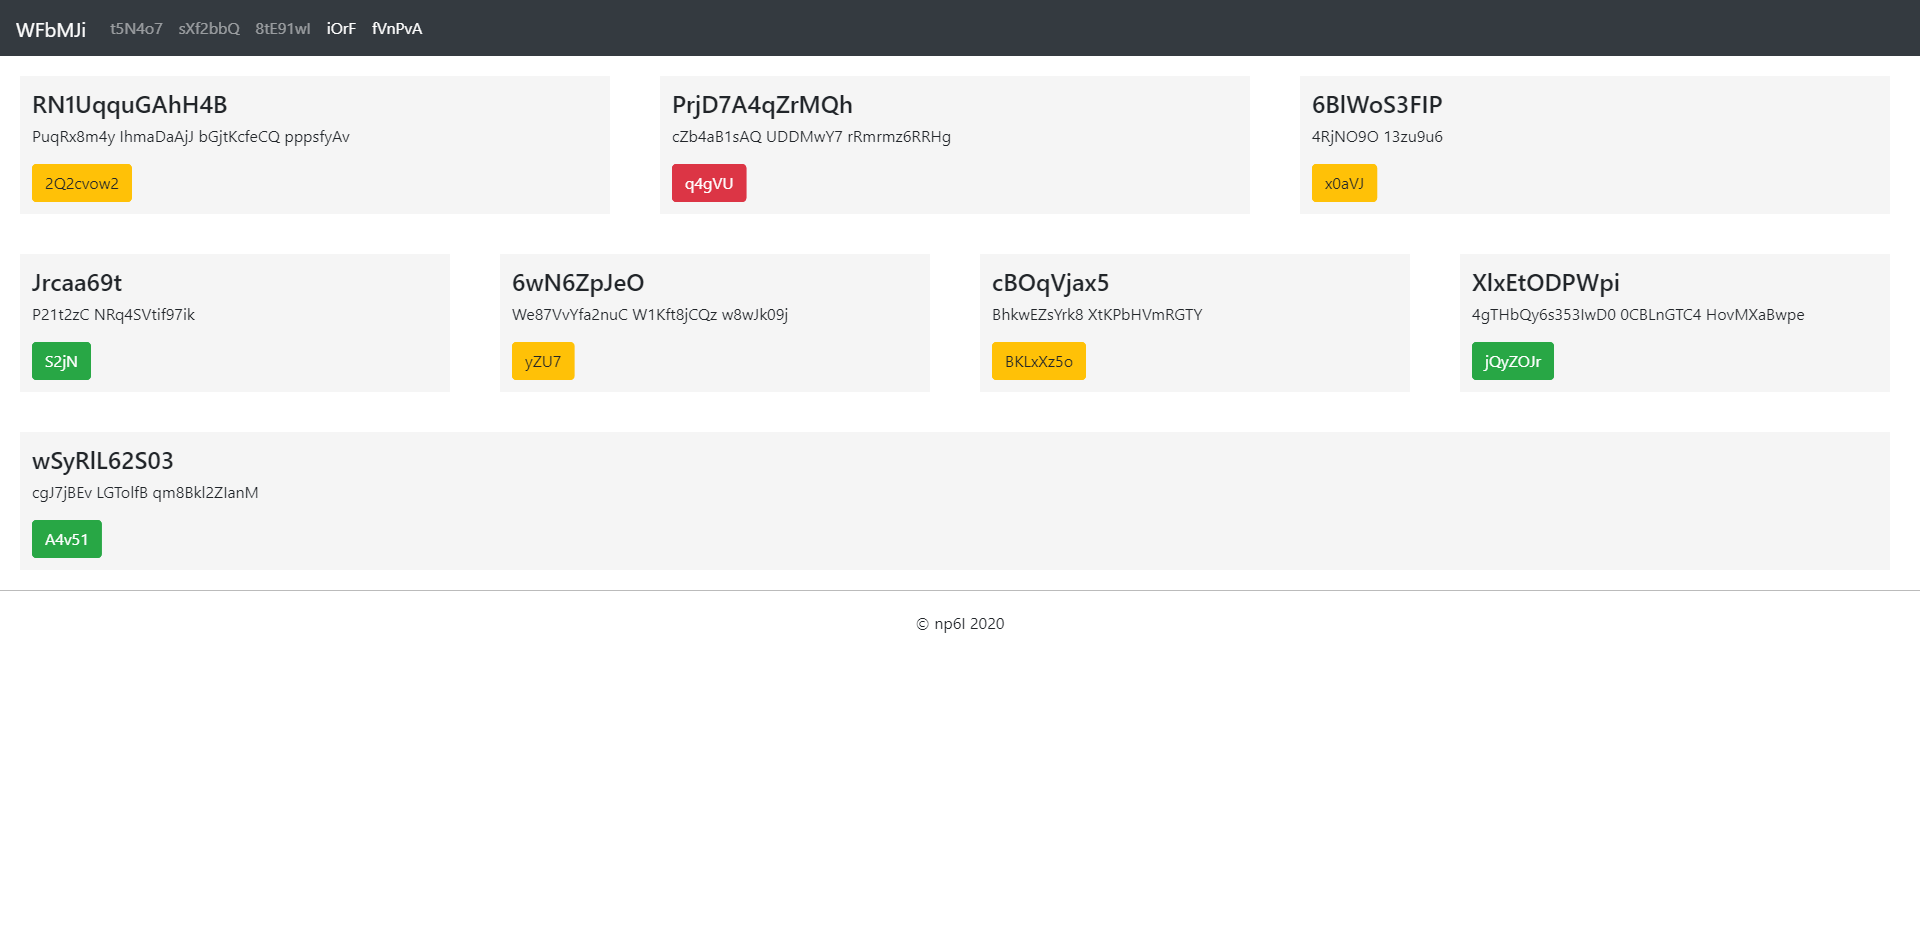 WFbMJi t5N4o7 sXf2bbQ 8tE91wI iOrF fVnPvA
RN1UqquGAhH4B
PuqRx8m4y IhmaDaAjJ bGjtKcfeCQ pppsfyAv
2Q2cvow2
PrjD7A4qZrMQh
cZb4aB1sAQ UDDMwY7 rRmrmz6RRHg
q4gVU
6BlWoS3FIP
4RjNO9O 13zu9u6
x0aVJ
Jrcaa69t
P21t2zC NRq4SVtif97ik
S2jN
6wN6ZpJeO
We87VvYfa2nuC W1Kft8jCQz w8wJk09j
yZU7
cBOqVjax5
BhkwEZsYrk8 XtKPbHVmRGTY
BKLxXz5o
XlxEtODPWpi
4gTHbQy6s353IwD0 0CBLnGTC4 HovMXaBwpe
jQyZOJr
wSyRlL62S03
cgJ7jBEv LGTolfB qm8Bkl2ZIanM
A4v51
© np6l 2020